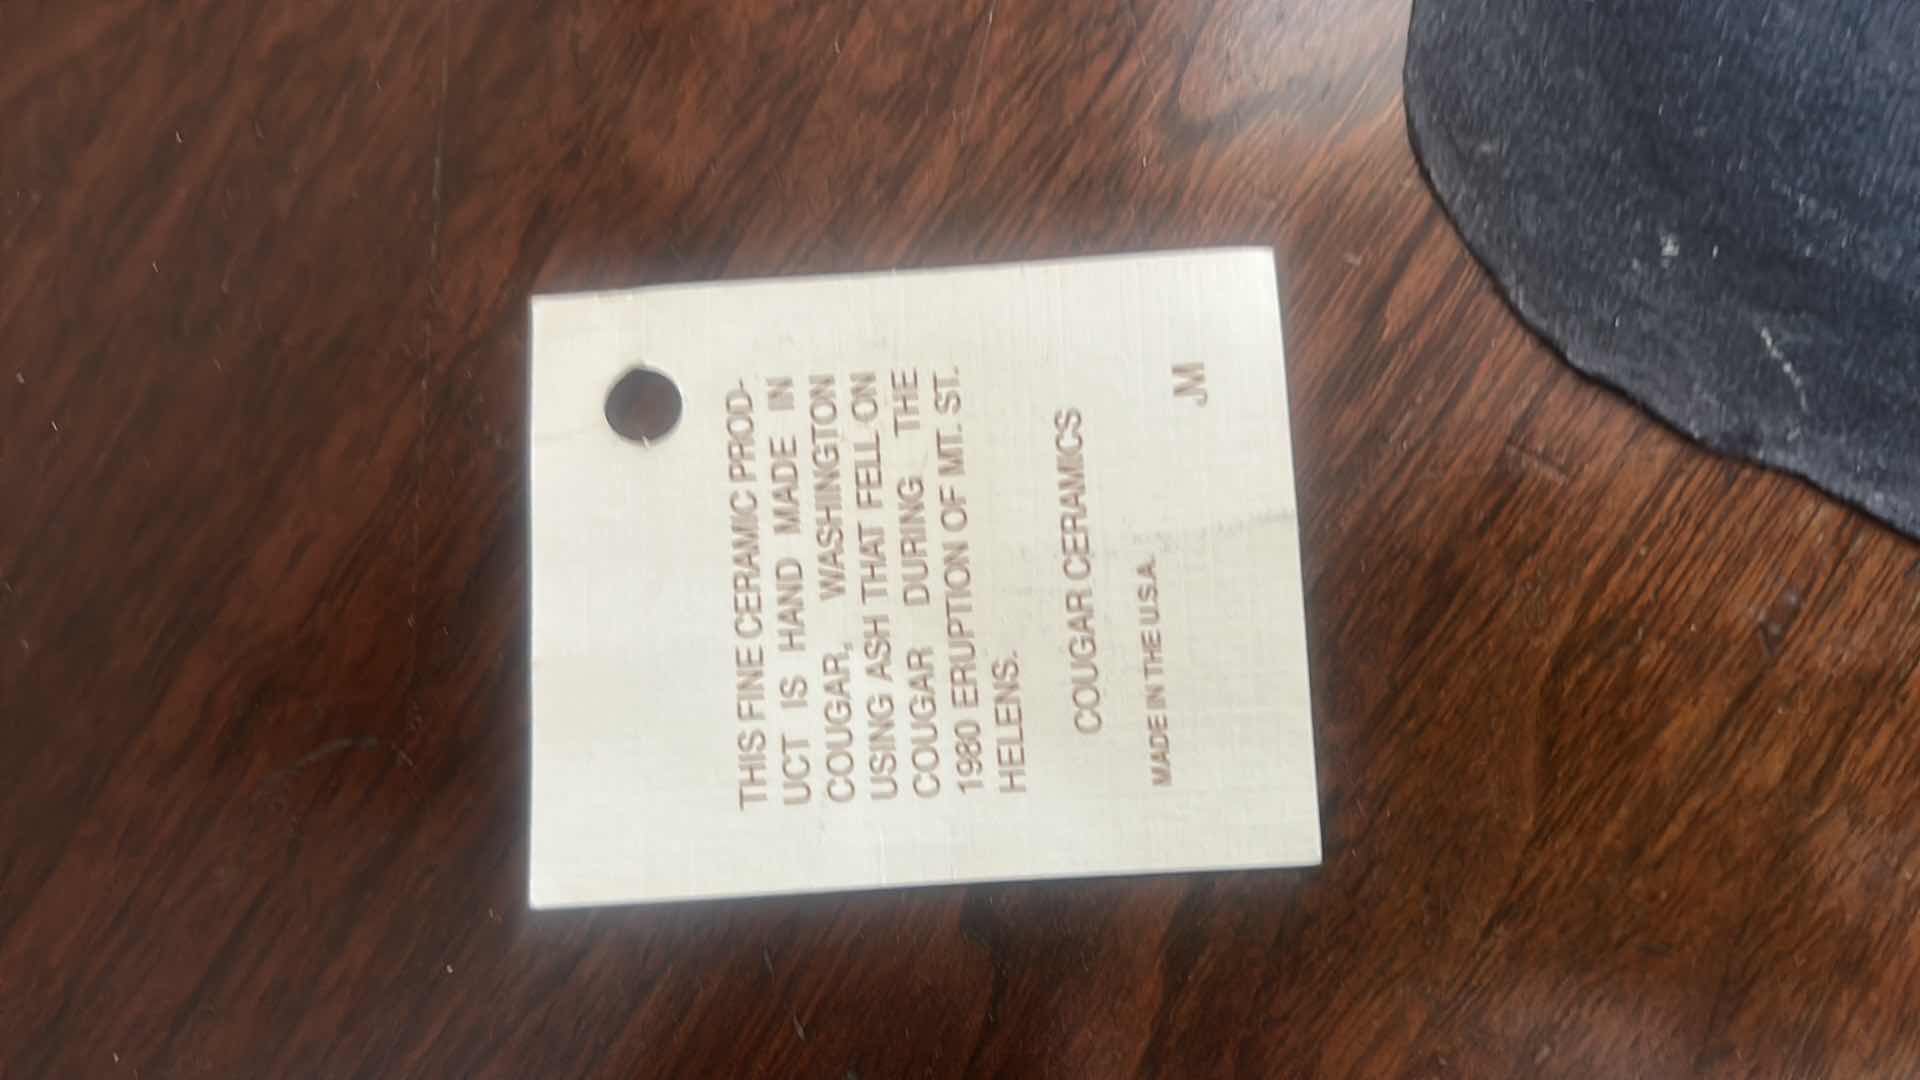 THIS FINE CERAMIC PROD-
UCT IS HAND MADE IN
COUGAR, WASHINGTON
USING ASH THAT FELL ON
COUGAR DURING THE
1980 ERUPTION OF MT. ST.
HELENS.
COUGAR CERAMICS
MADE IN THE U.S.A.
JM